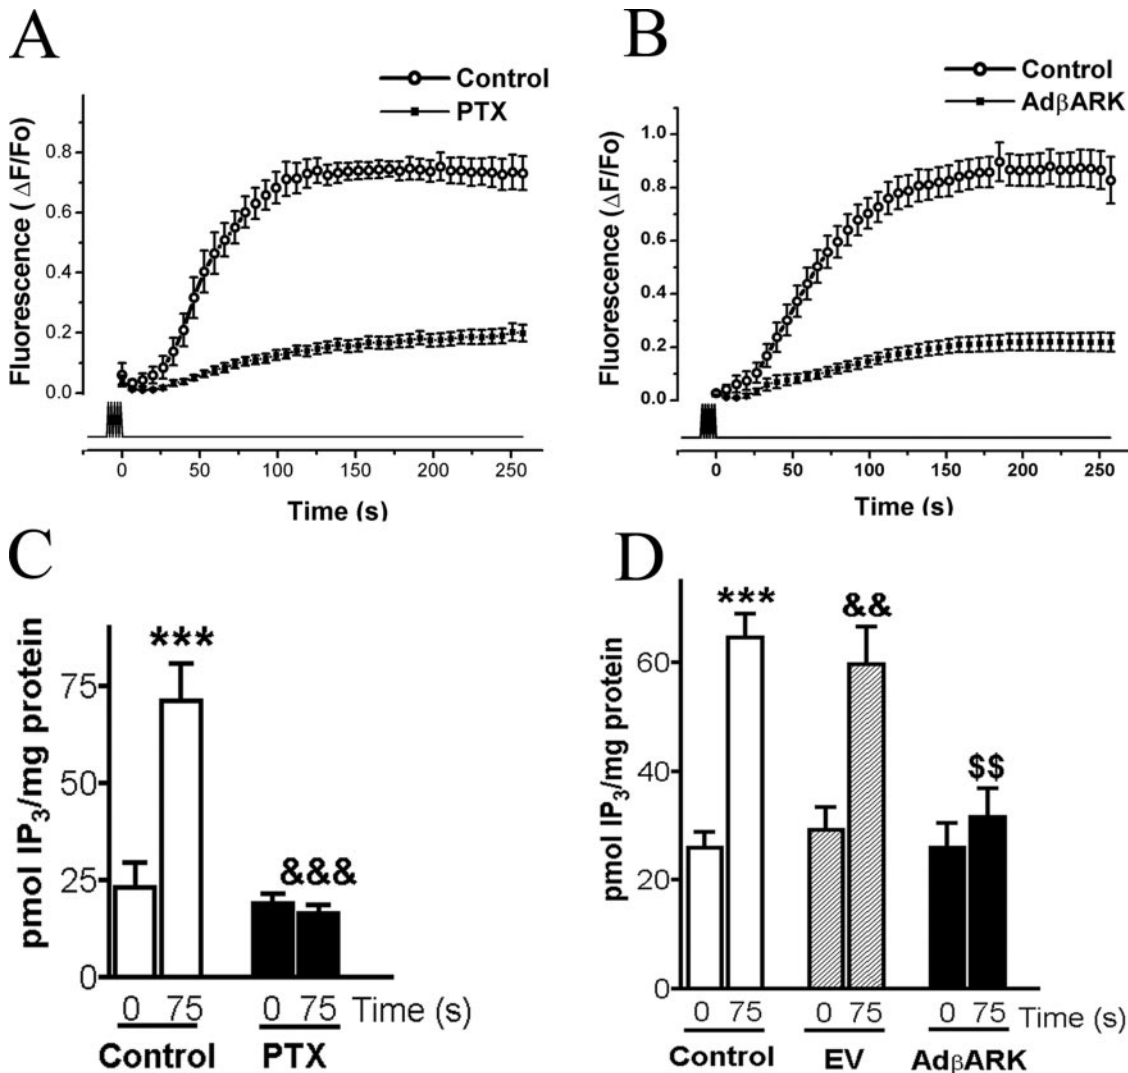 A
Control
PTX
Fluorescence (ΔF/Fo)
0.8
0.6
0.4
0.2
0.0
0 50 100 150 200 250
Time (s)
B
Control
AdβARK
Fluorescence (ΔF/Fo)
1.0
0.8
0.6
0.4
0.2
0.0
0 50 100 150 200 250
Time (s)
C
pmol IP3/mg protein
75
50
25
0
***
&&&
0 75 0 75 Time (s)
Control PTX
D
pmol IP3/mg protein
60
40
20
0
***
&&
$$
0 75 0 75 0 75 Time (s)
Control EV AdβARK